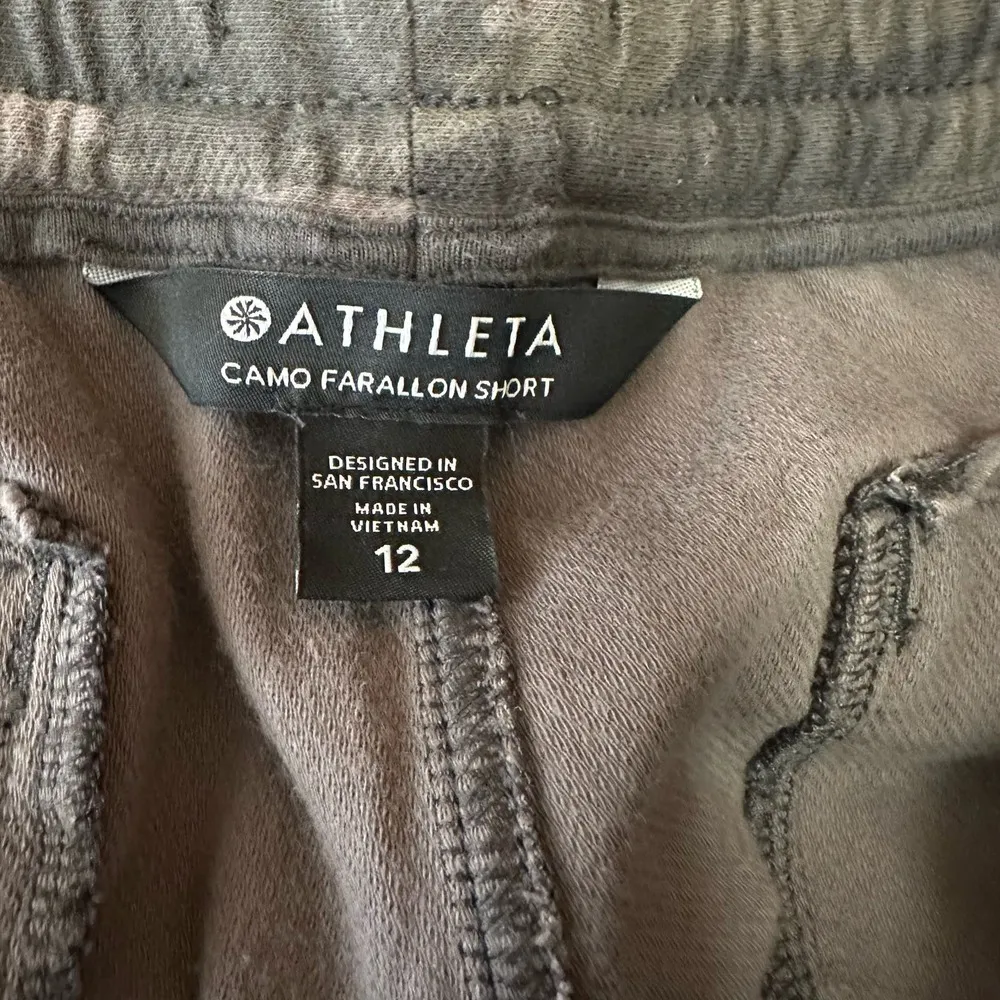 ATHLETA
CAMO FARALLON SHORT
DESIGNED IN
SAN FRANCISCO
MADE IN
VIETNAM
12